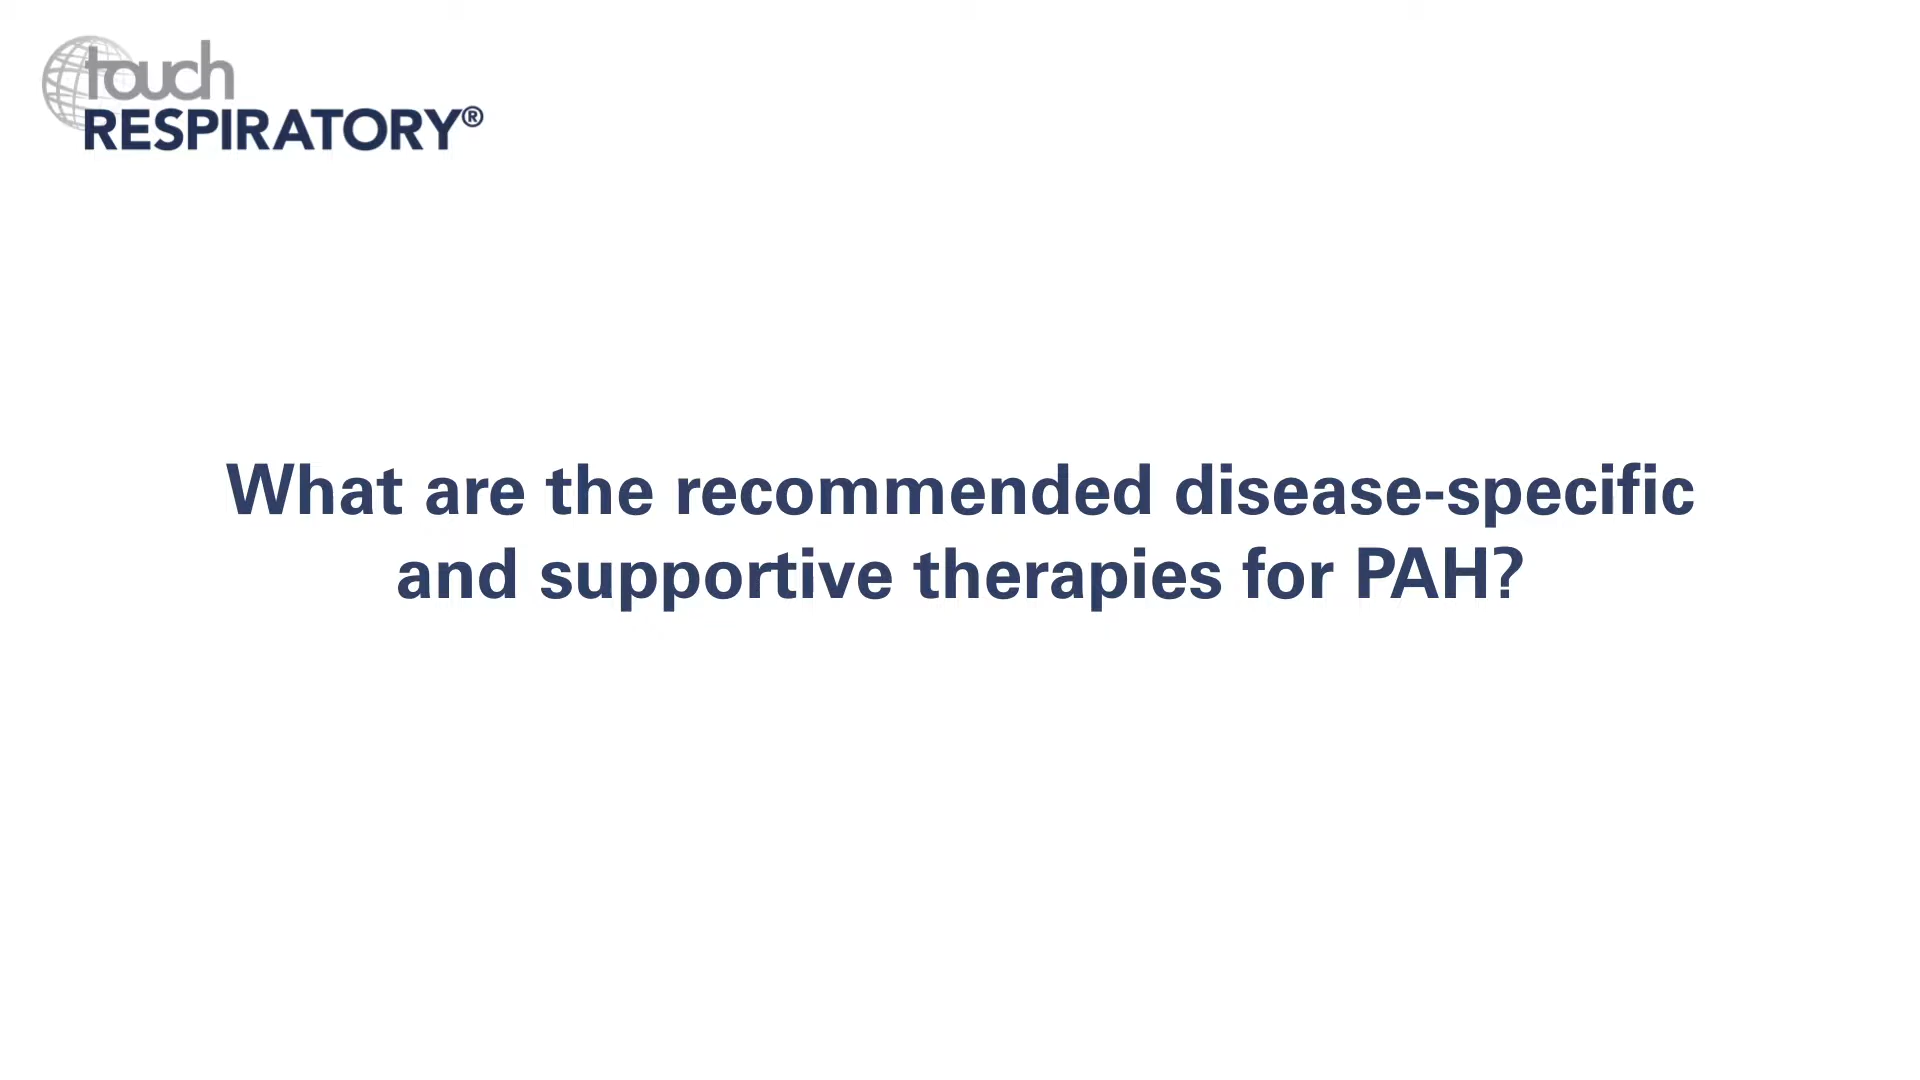 touch
RESPIRATORY®
What are the recommended disease-specific
and supportive therapies for PAH?